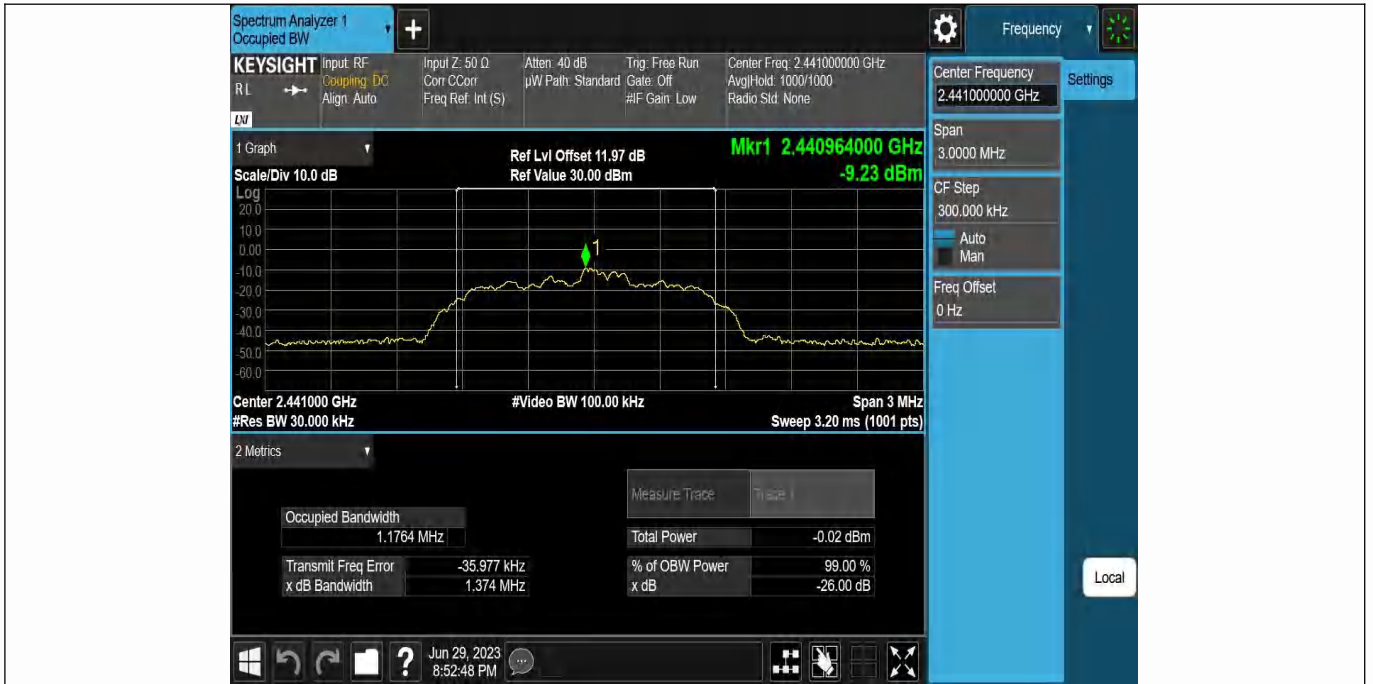 Spectrum Analyzer 1
Occupied BW
+
Frequency
KEYSIGHT
R L
LXI
Input: RF
Coupling: DC
Align: Auto
Input Z: 50 Ω
Corr CCorr
Freq Ref: Int (S)
Atten: 40 dB
µW Path: Standard
Trig: Free Run
Gate: Off
#IF Gain: Low
Center Freq: 2.441000000 GHz
Avg|Hold: 1000/1000
Radio Std: None
Center Frequency
2.441000000 GHz
Settings
Span
3.0000 MHz
CF Step
300.000 kHz
Auto
Man
Freq Offset
0 Hz
Local
1 Graph
Scale/Div 10.0 dB
Ref Lvl Offset 11.97 dB
Ref Value 30.00 dBm
Mkr1 2.440964000 GHz
-9.23 dBm
Log
20.0
10.0
0.00
-10.0
-20.0
-30.0
-40.0
-50.0
-60.0
1
Center 2.441000 GHz
#Video BW 100.00 kHz
Span 3 MHz
#Res BW 30.000 kHz
Sweep 3.20 ms (1001 pts)
2 Metrics
Measure Trace Trace 1
Occupied Bandwidth
1.1764 MHz
Total Power -0.02 dBm
Transmit Freq Error -35.977 kHz
% of OBW Power 99.00 %
x dB Bandwidth 1.374 MHz
x dB -26.00 dB
?
Jun 29, 2023
8:52:48 PM